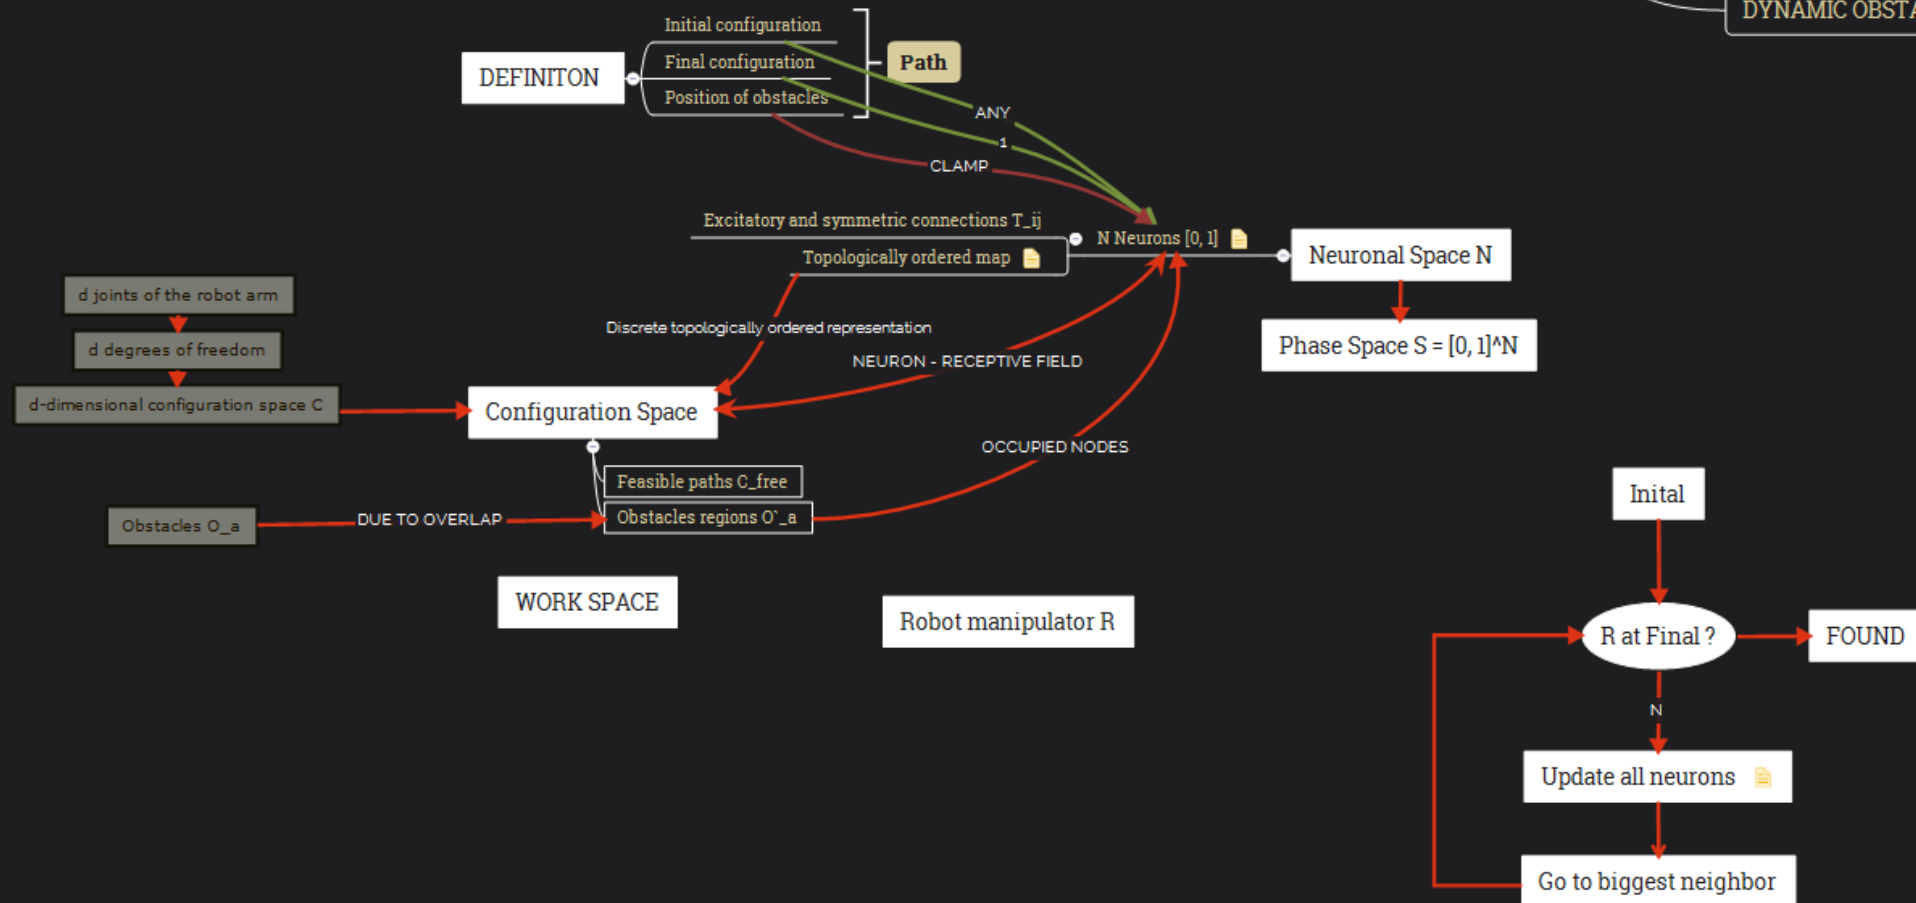 DYNAMIC OBSTA
Initial configuration
Final configuration
Position of obstacles
DEFINITON
Path
ANY
1
CLAMP
Excitatory and symmetric connections T_ij
Topologically ordered map
N Neurons [0, 1]
Neuronal Space N
Phase Space S = [0, 1]^N
d joints of the robot arm
d degrees of freedom
d-dimensional configuration space C
Discrete topologically ordered representation
NEURON - RECEPTIVE FIELD
Configuration Space
OCCUPIED NODES
Feasible paths C_free
Obstacles regions O`_a
Obstacles O_a
DUE TO OVERLAP
WORK SPACE
Robot manipulator R
Inital
R at Final ?
FOUND
N
Update all neurons
Go to biggest neighbor